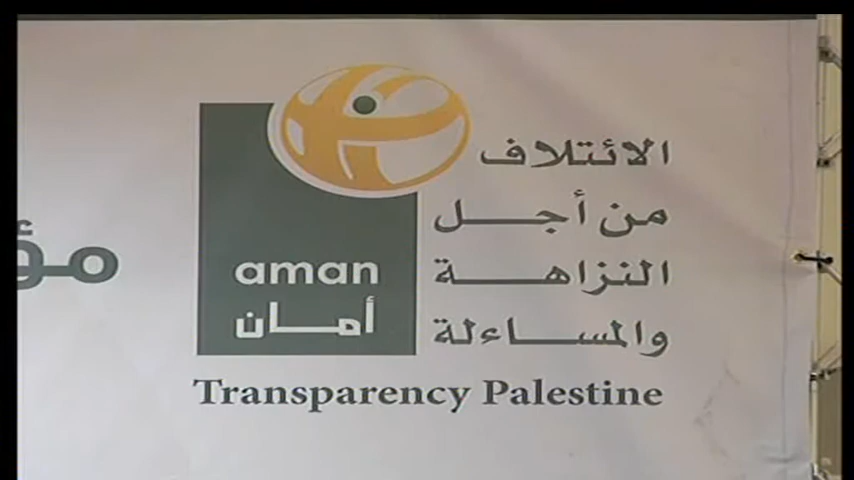 الائتلاف
من أجل
النزاهة
والمساءلة
aman
أمان
Transparency Palestine